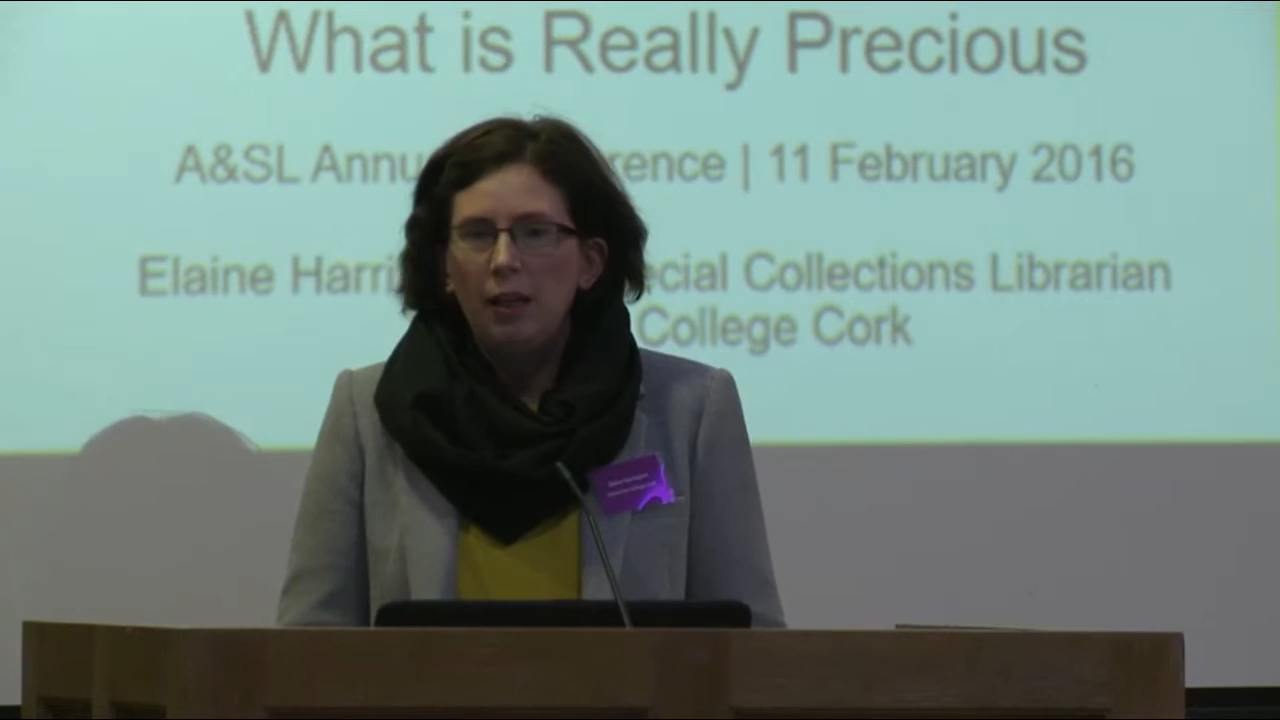 What is Really Precious
A&SL Annu rence | 11 February 2016
Elaine Harri ecial Collections Librarian
College Cork